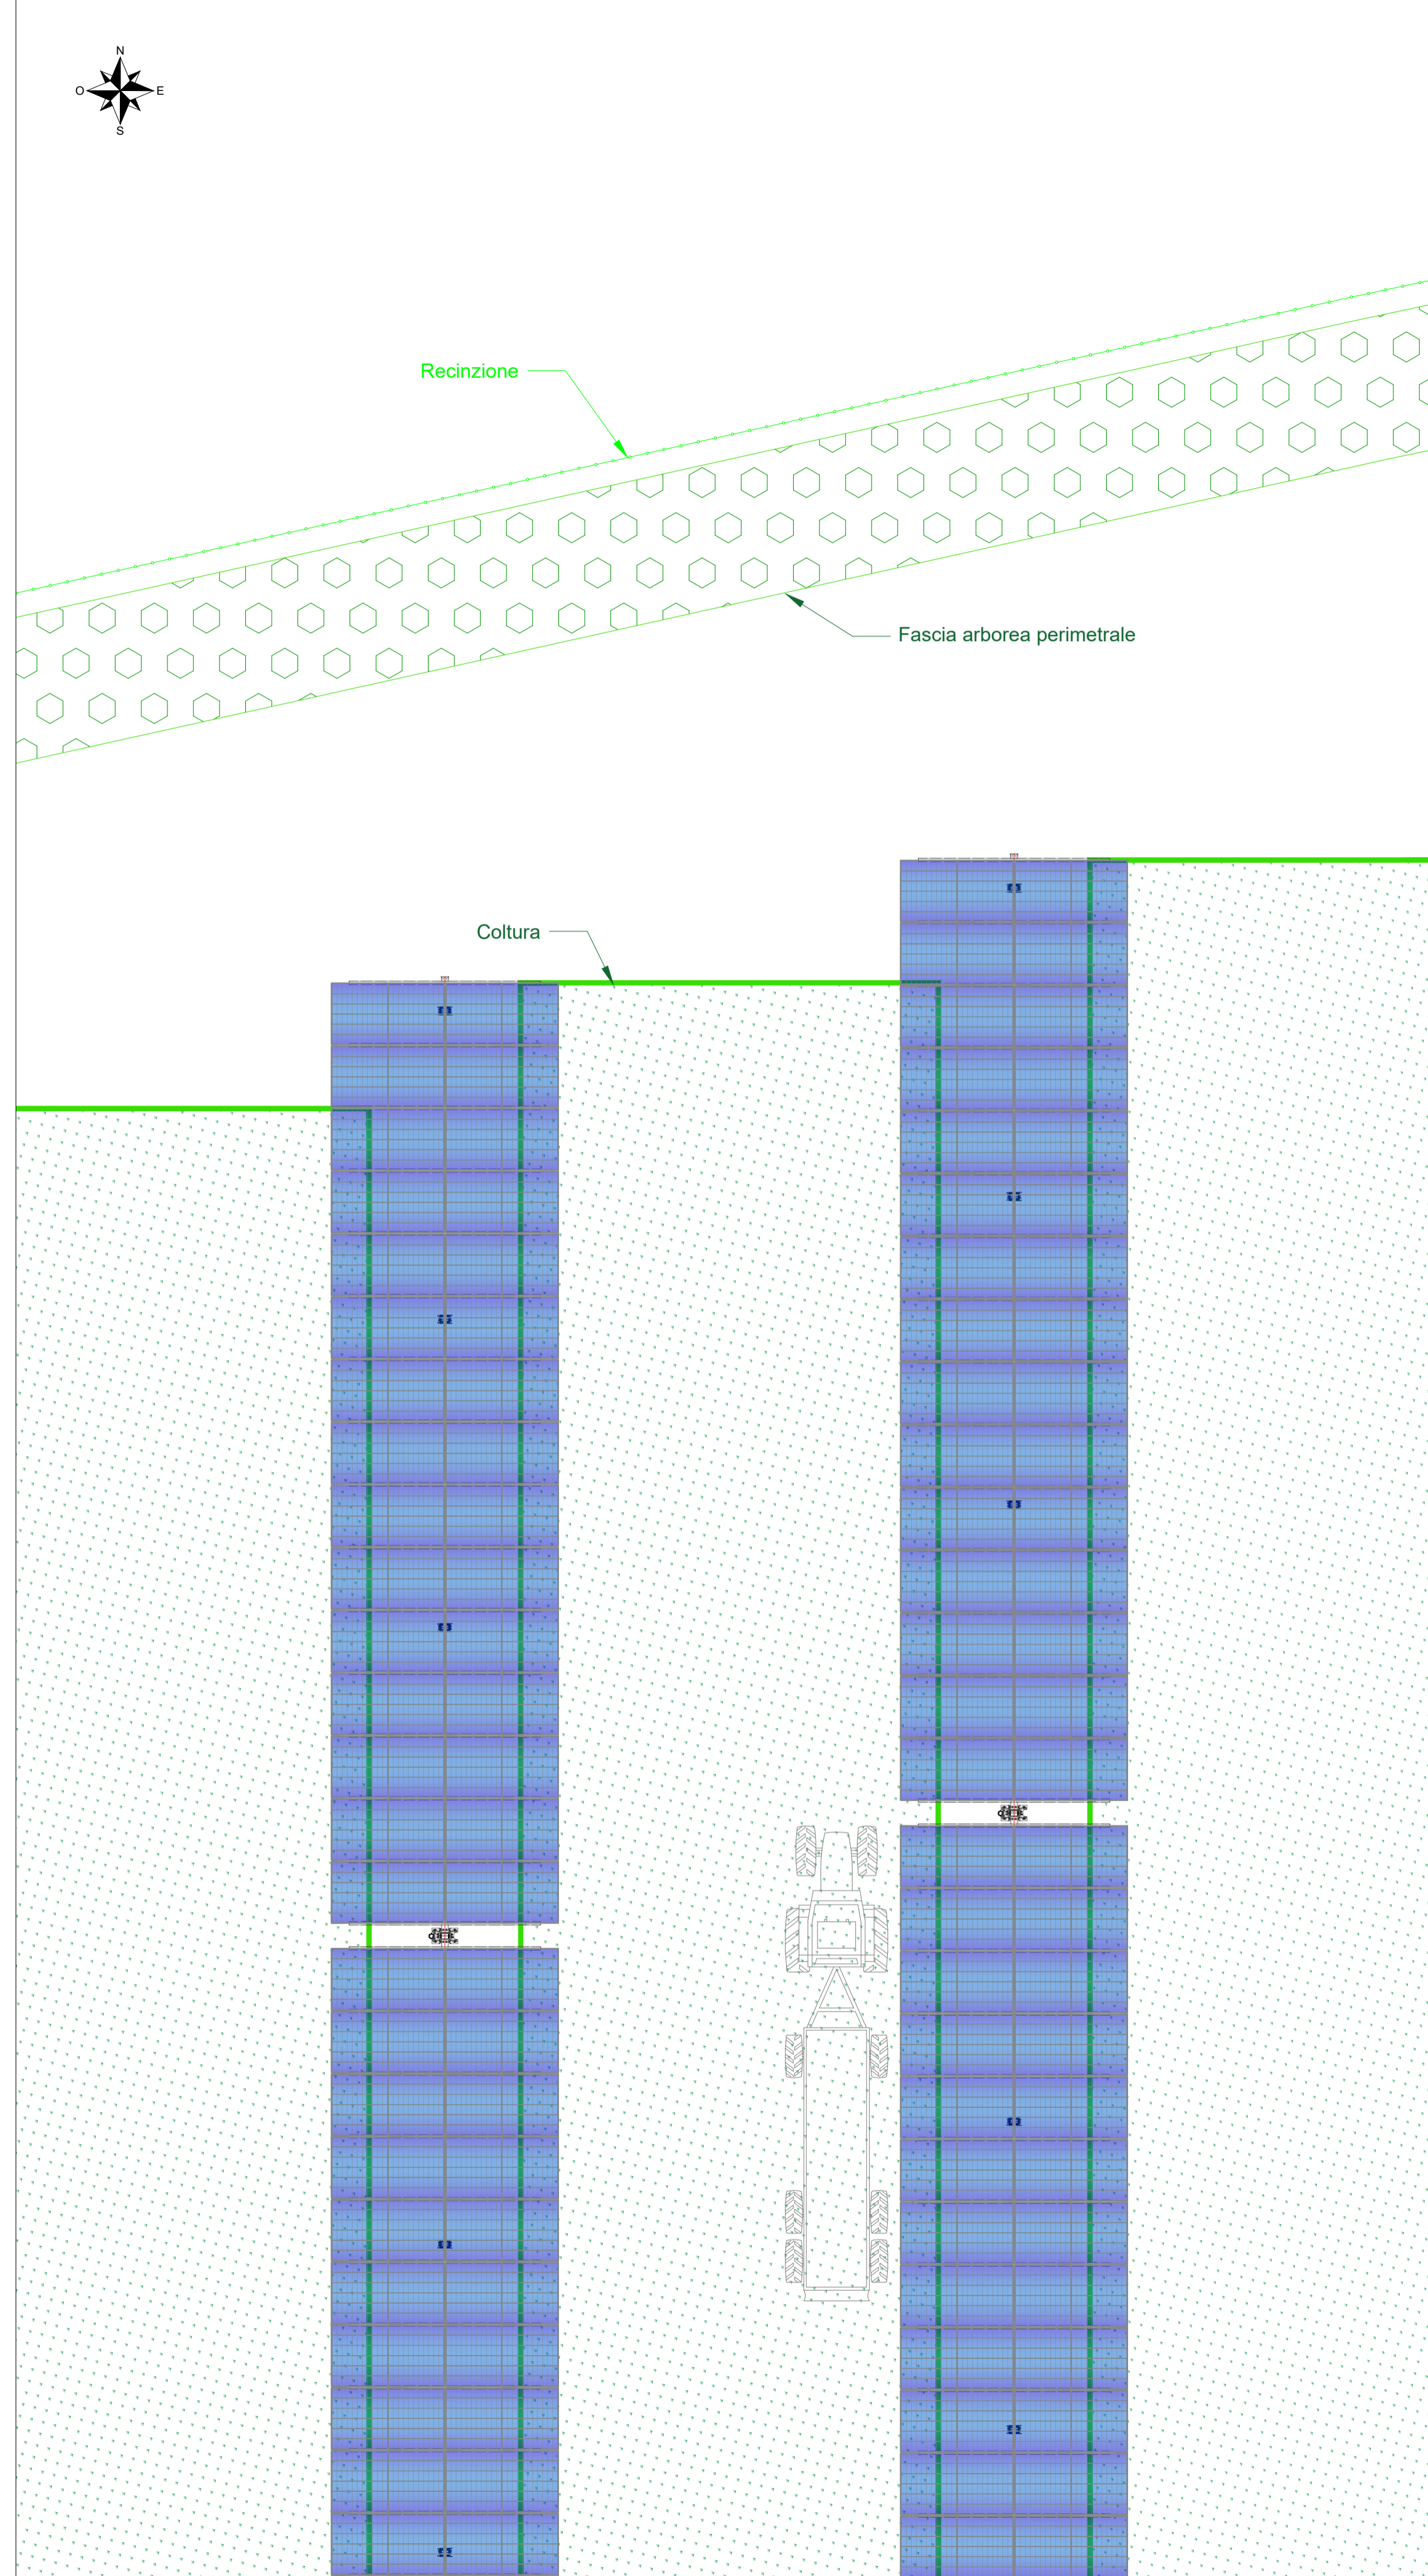 N
O E
S
Recinzione
Fascia arborea perimetrale
Coltura